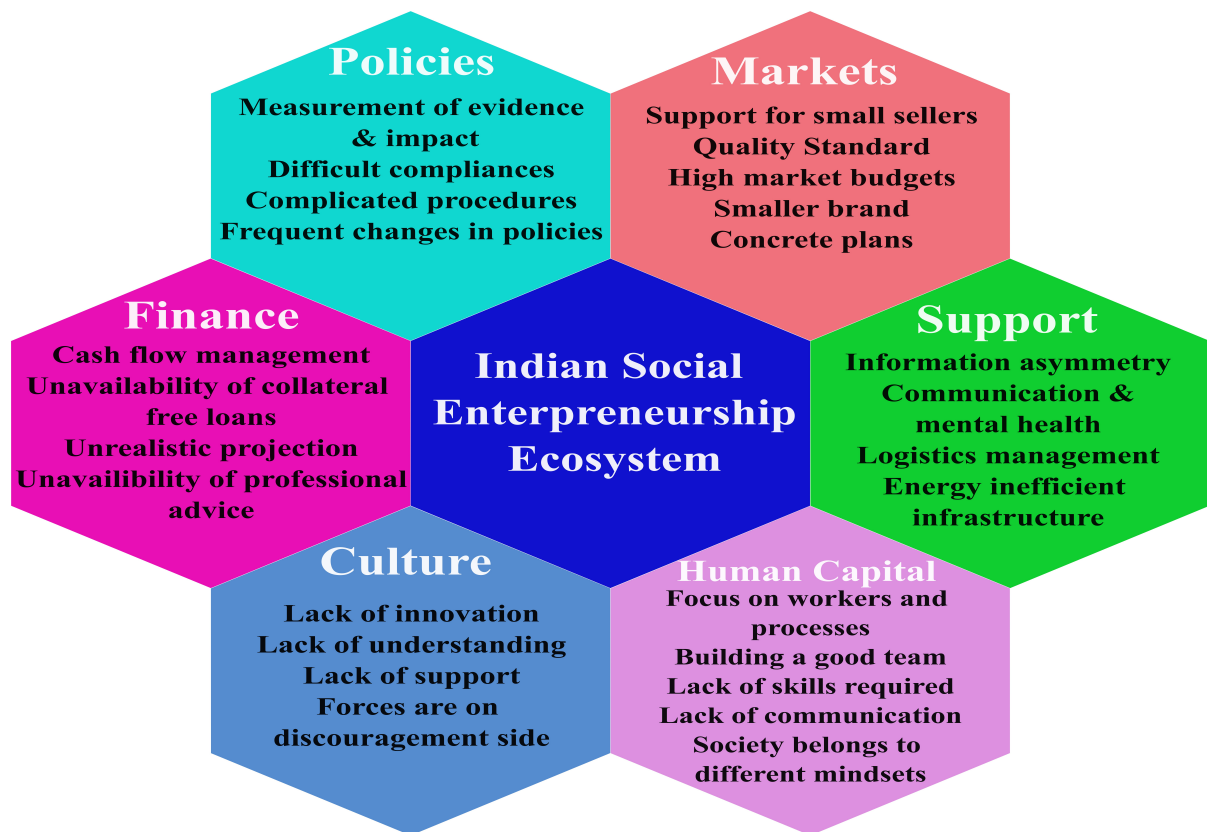 Policies
Measurement of evidence
& impact
Difficult compliances
Complicated procedures
Frequent changes in policies
Markets
Support for small sellers
Quality Standard
High market budgets
Smaller brand
Concrete plans
Finance
Cash flow management
Unavailability of collateral
free loans
Unrealistic projection
Unavailibility of professional
advice
Indian Social
Enterpreneurship
Ecosystem
Support
Information asymmetry
Communication &
mental health
Logistics management
Energy inefficient
infrastructure
Culture
Lack of innovation
Lack of understanding
Lack of support
Forces are on
discouragement side
Human Capital
Focus on workers and
processes
Building a good team
Lack of skills required
Lack of communication
Society belongs to
different mindsets